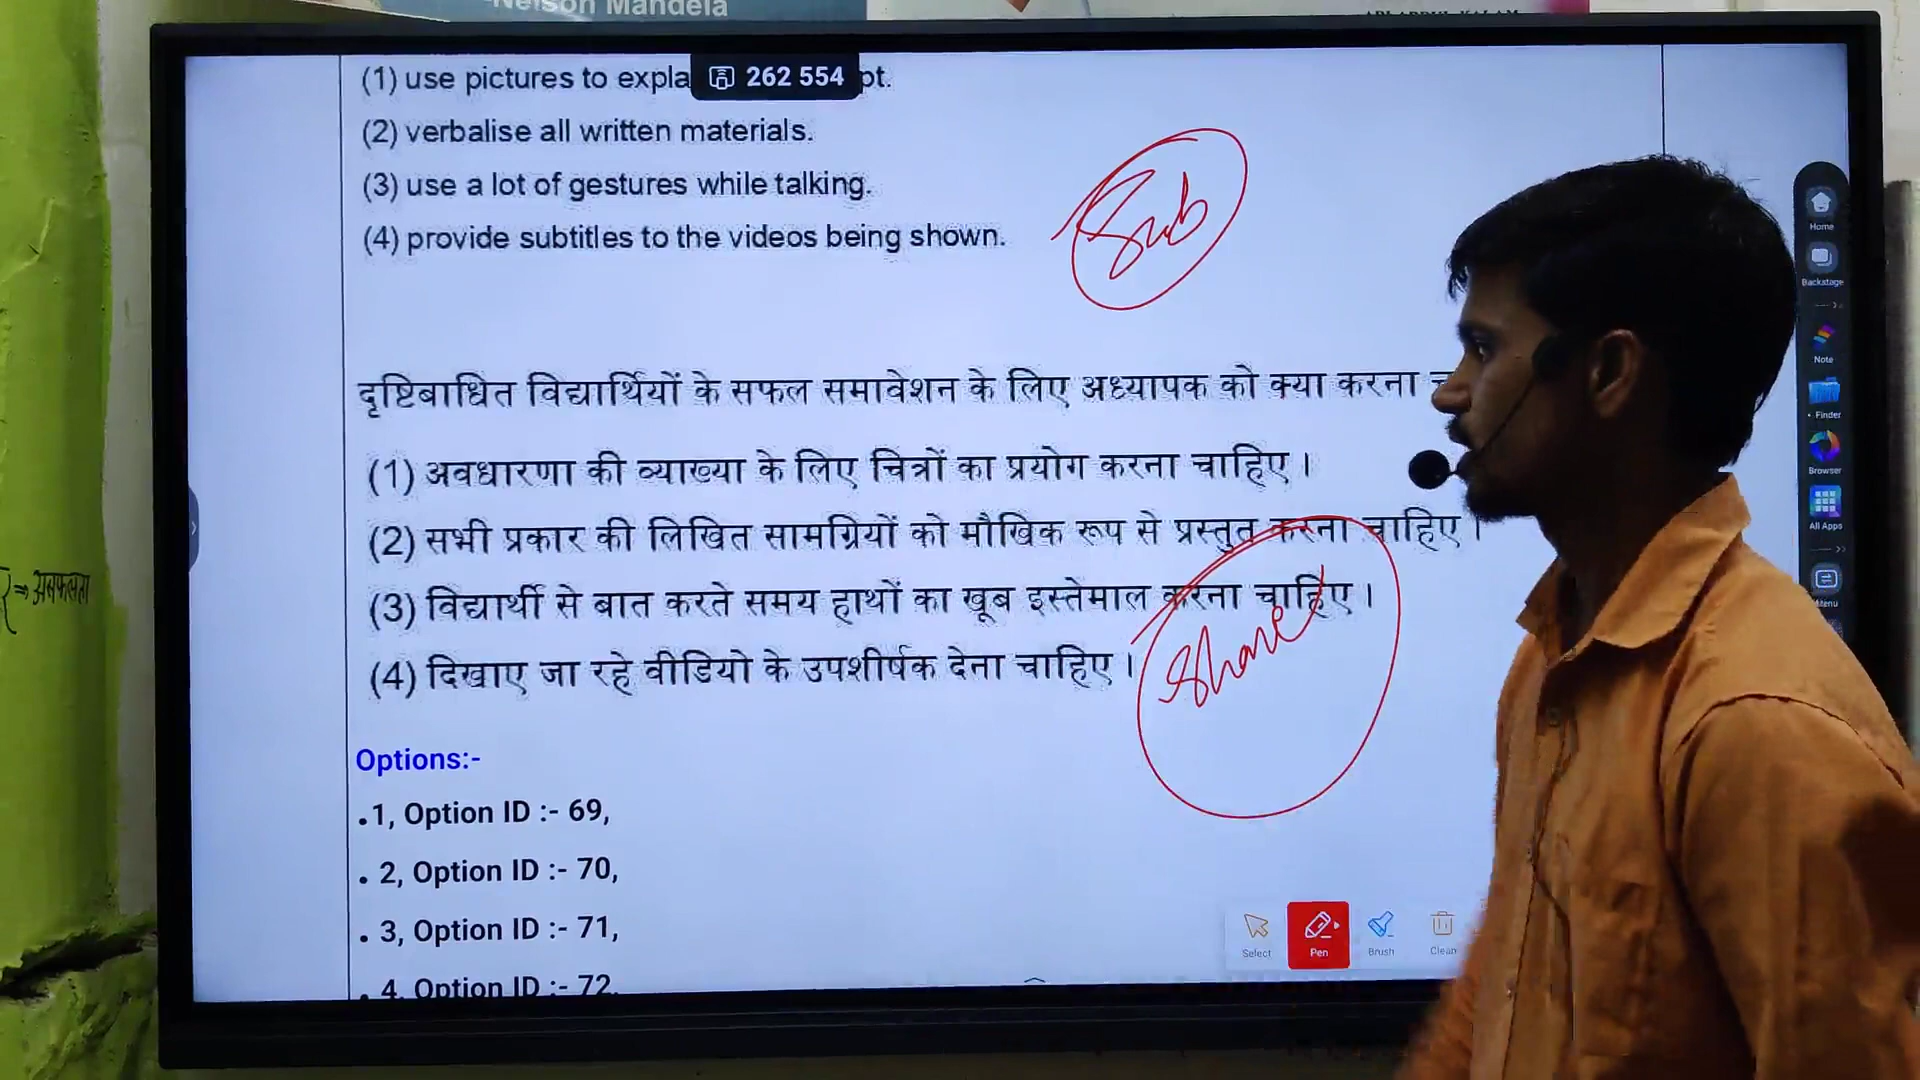 Nelson Mandela
262 554
(1) use pictures to expla pt.
(2) verbalise all written materials.
(3) use a lot of gestures while talking.
(4) provide subtitles to the videos being shown.
Sub
दृष्टिबाधित विद्यार्थियों के सफल समावेशन के लिए अध्यापक को क्या करना
(1) अवधारणा की व्याख्या के लिए चित्रों का प्रयोग करना चाहिए।
(2) सभी प्रकार की लिखित सामग्रियों को मौखिक रूप से प्रस्तुत करना चाहिए।
(3) विद्यार्थी से बात करते समय हाथों का खूब इस्तेमाल करना चाहिए।
(4) दिखाए जा रहे वीडियो के उपशीर्षक देना चाहिए।
Options:-
.1, Option ID :- 69,
. 2, Option ID :- 70,
. 3, Option ID :- 71,
. 4, Option ID :- 72,
Select
Pen
Brush
Clean
Home
Backstage
Note
Finder
Browser
All Apps
Menu